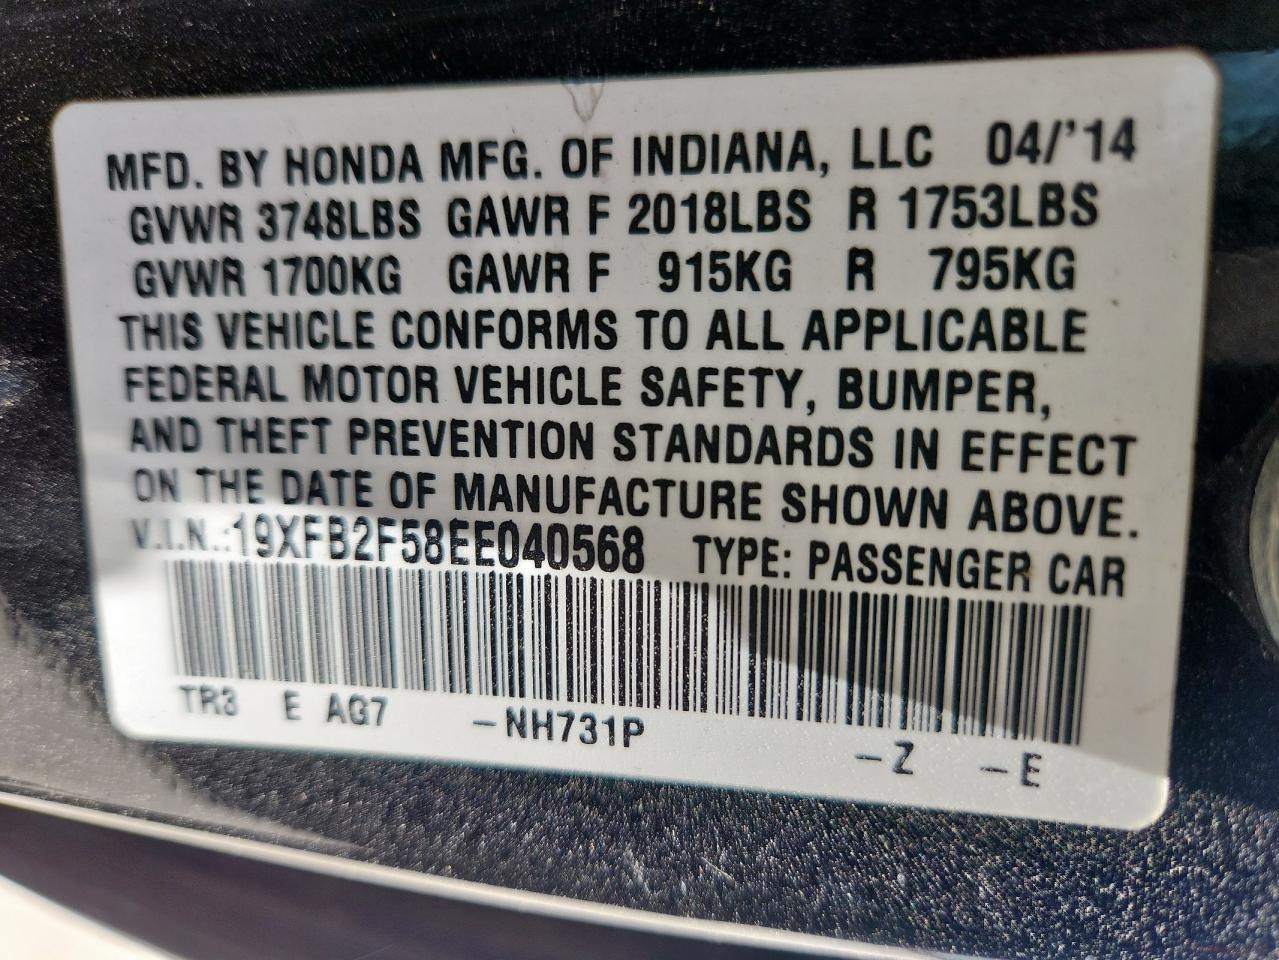 MFD. BY HONDA MFG. OF INDIANA, LLC 04/'14
GVWR 3748LBS GAWR F 2018LBS R 1753LBS
GVWR 1700KG GAWR F 915KG R 795KG
THIS VEHICLE CONFORMS TO ALL APPLICABLE
FEDERAL MOTOR VEHICLE SAFETY, BUMPER,
AND THEFT PREVENTION STANDARDS IN EFFECT
ON THE DATE OF MANUFACTURE SHOWN ABOVE.
V.I.N.:19XFB2F58EE040568 TYPE: PASSENGER CAR
TR3 E AG7 –NH731P –Z –E